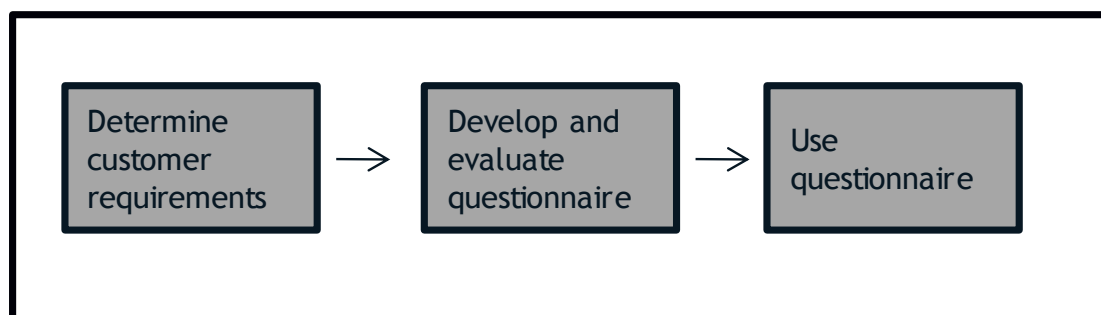 Determine
customer
requirements
Develop and
evaluate
questionnaire
Use
questionnaire